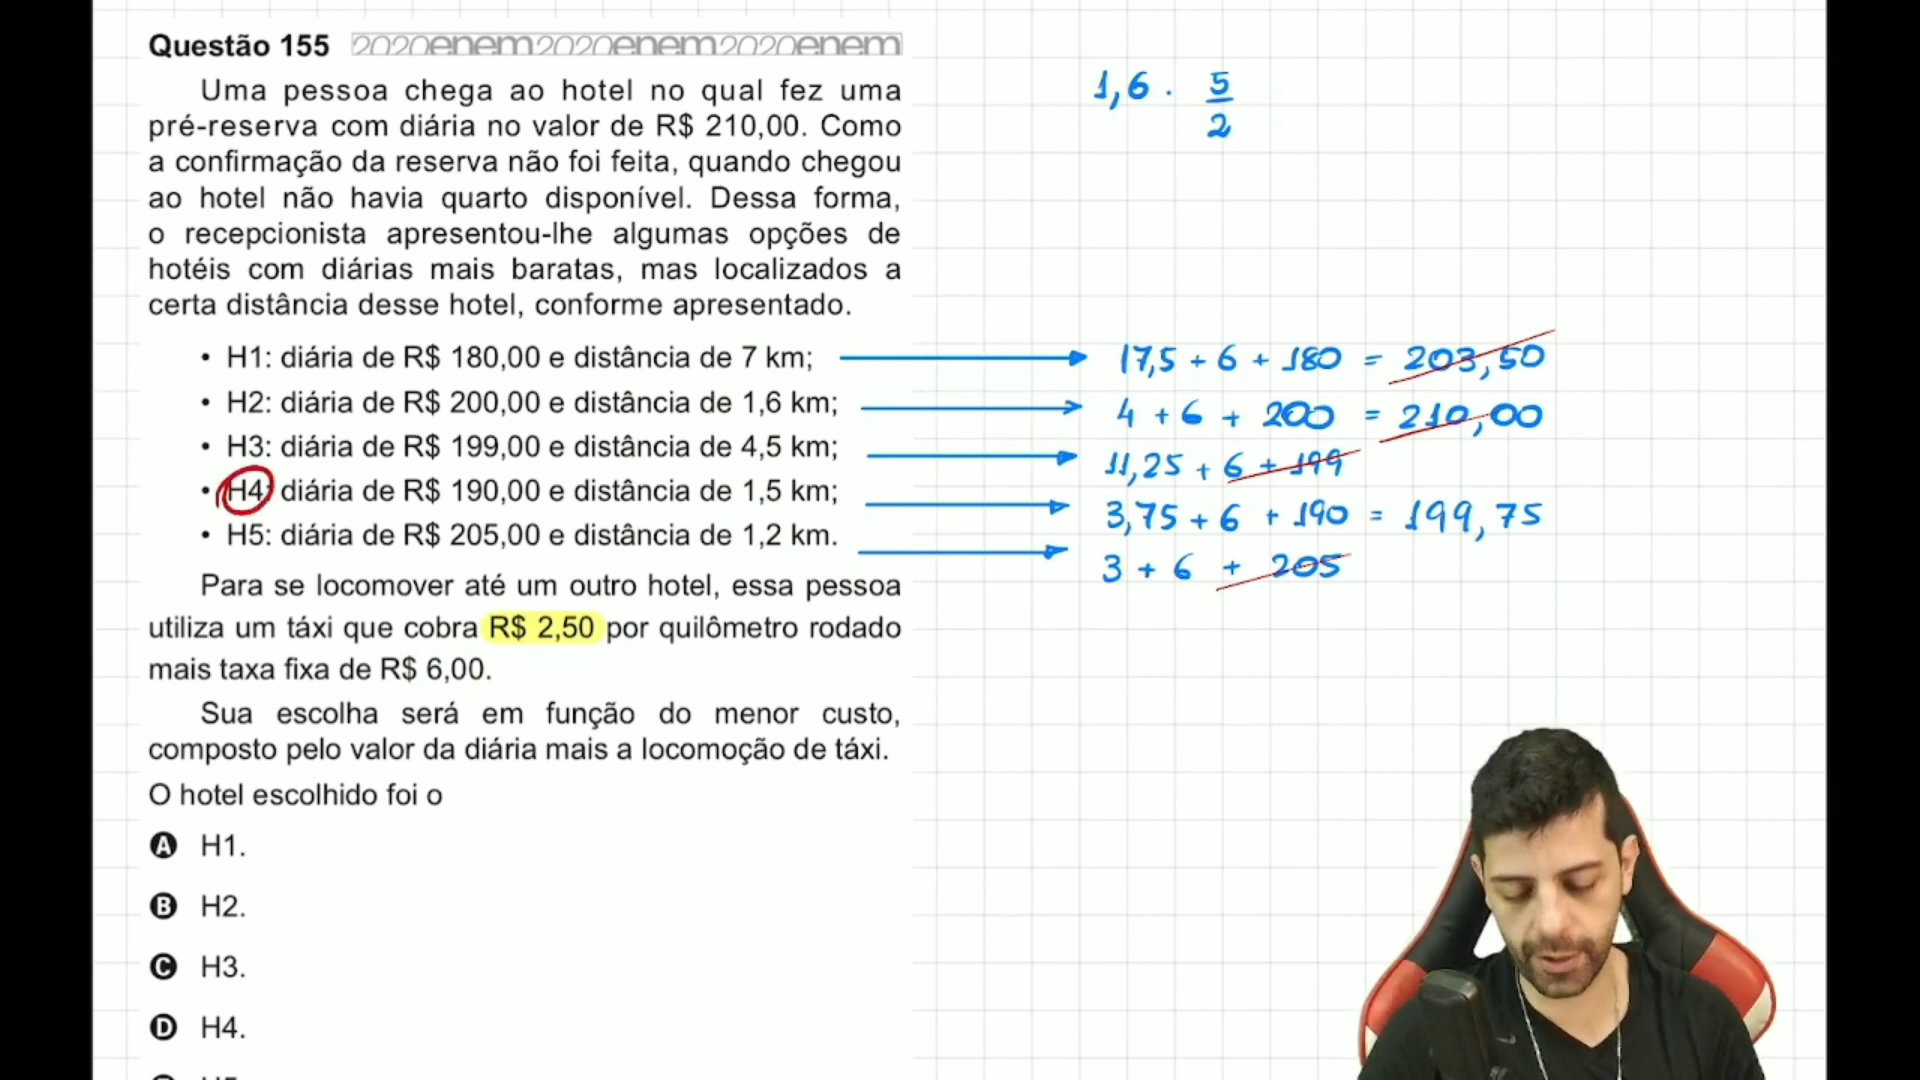 Questão 155 2020enem2020enem2020enem
Uma pessoa chega ao hotel no qual fez uma
pré-reserva com diária no valor de R$ 210,00. Como
a confirmação da reserva não foi feita, quando chegou
ao hotel não havia quarto disponível. Dessa forma,
o recepcionista apresentou-lhe algumas opções de
hotéis com diárias mais baratas, mas localizados a
certa distância desse hotel, conforme apresentado.
• H1: diária de R$ 180,00 e distância de 7 km;
• H2: diária de R$ 200,00 e distância de 1,6 km;
• H3: diária de R$ 199,00 e distância de 4,5 km;
• H4: diária de R$ 190,00 e distância de 1,5 km;
• H5: diária de R$ 205,00 e distância de 1,2 km.
Para se locomover até um outro hotel, essa pessoa
utiliza um táxi que cobra R$ 2,50 por quilômetro rodado
mais taxa fixa de R$ 6,00.
Sua escolha será em função do menor custo,
composto pelo valor da diária mais a locomoção de táxi.
O hotel escolhido foi o
A H1.
B H2.
C H3.
D H4.
1,6 . 5
2
17,5 + 6 + 180 = 203,50
4 + 6 + 200 = 210,00
11,25 + 6 + 199
3,75 + 6 + 190 = 199,75
3 + 6 + 205